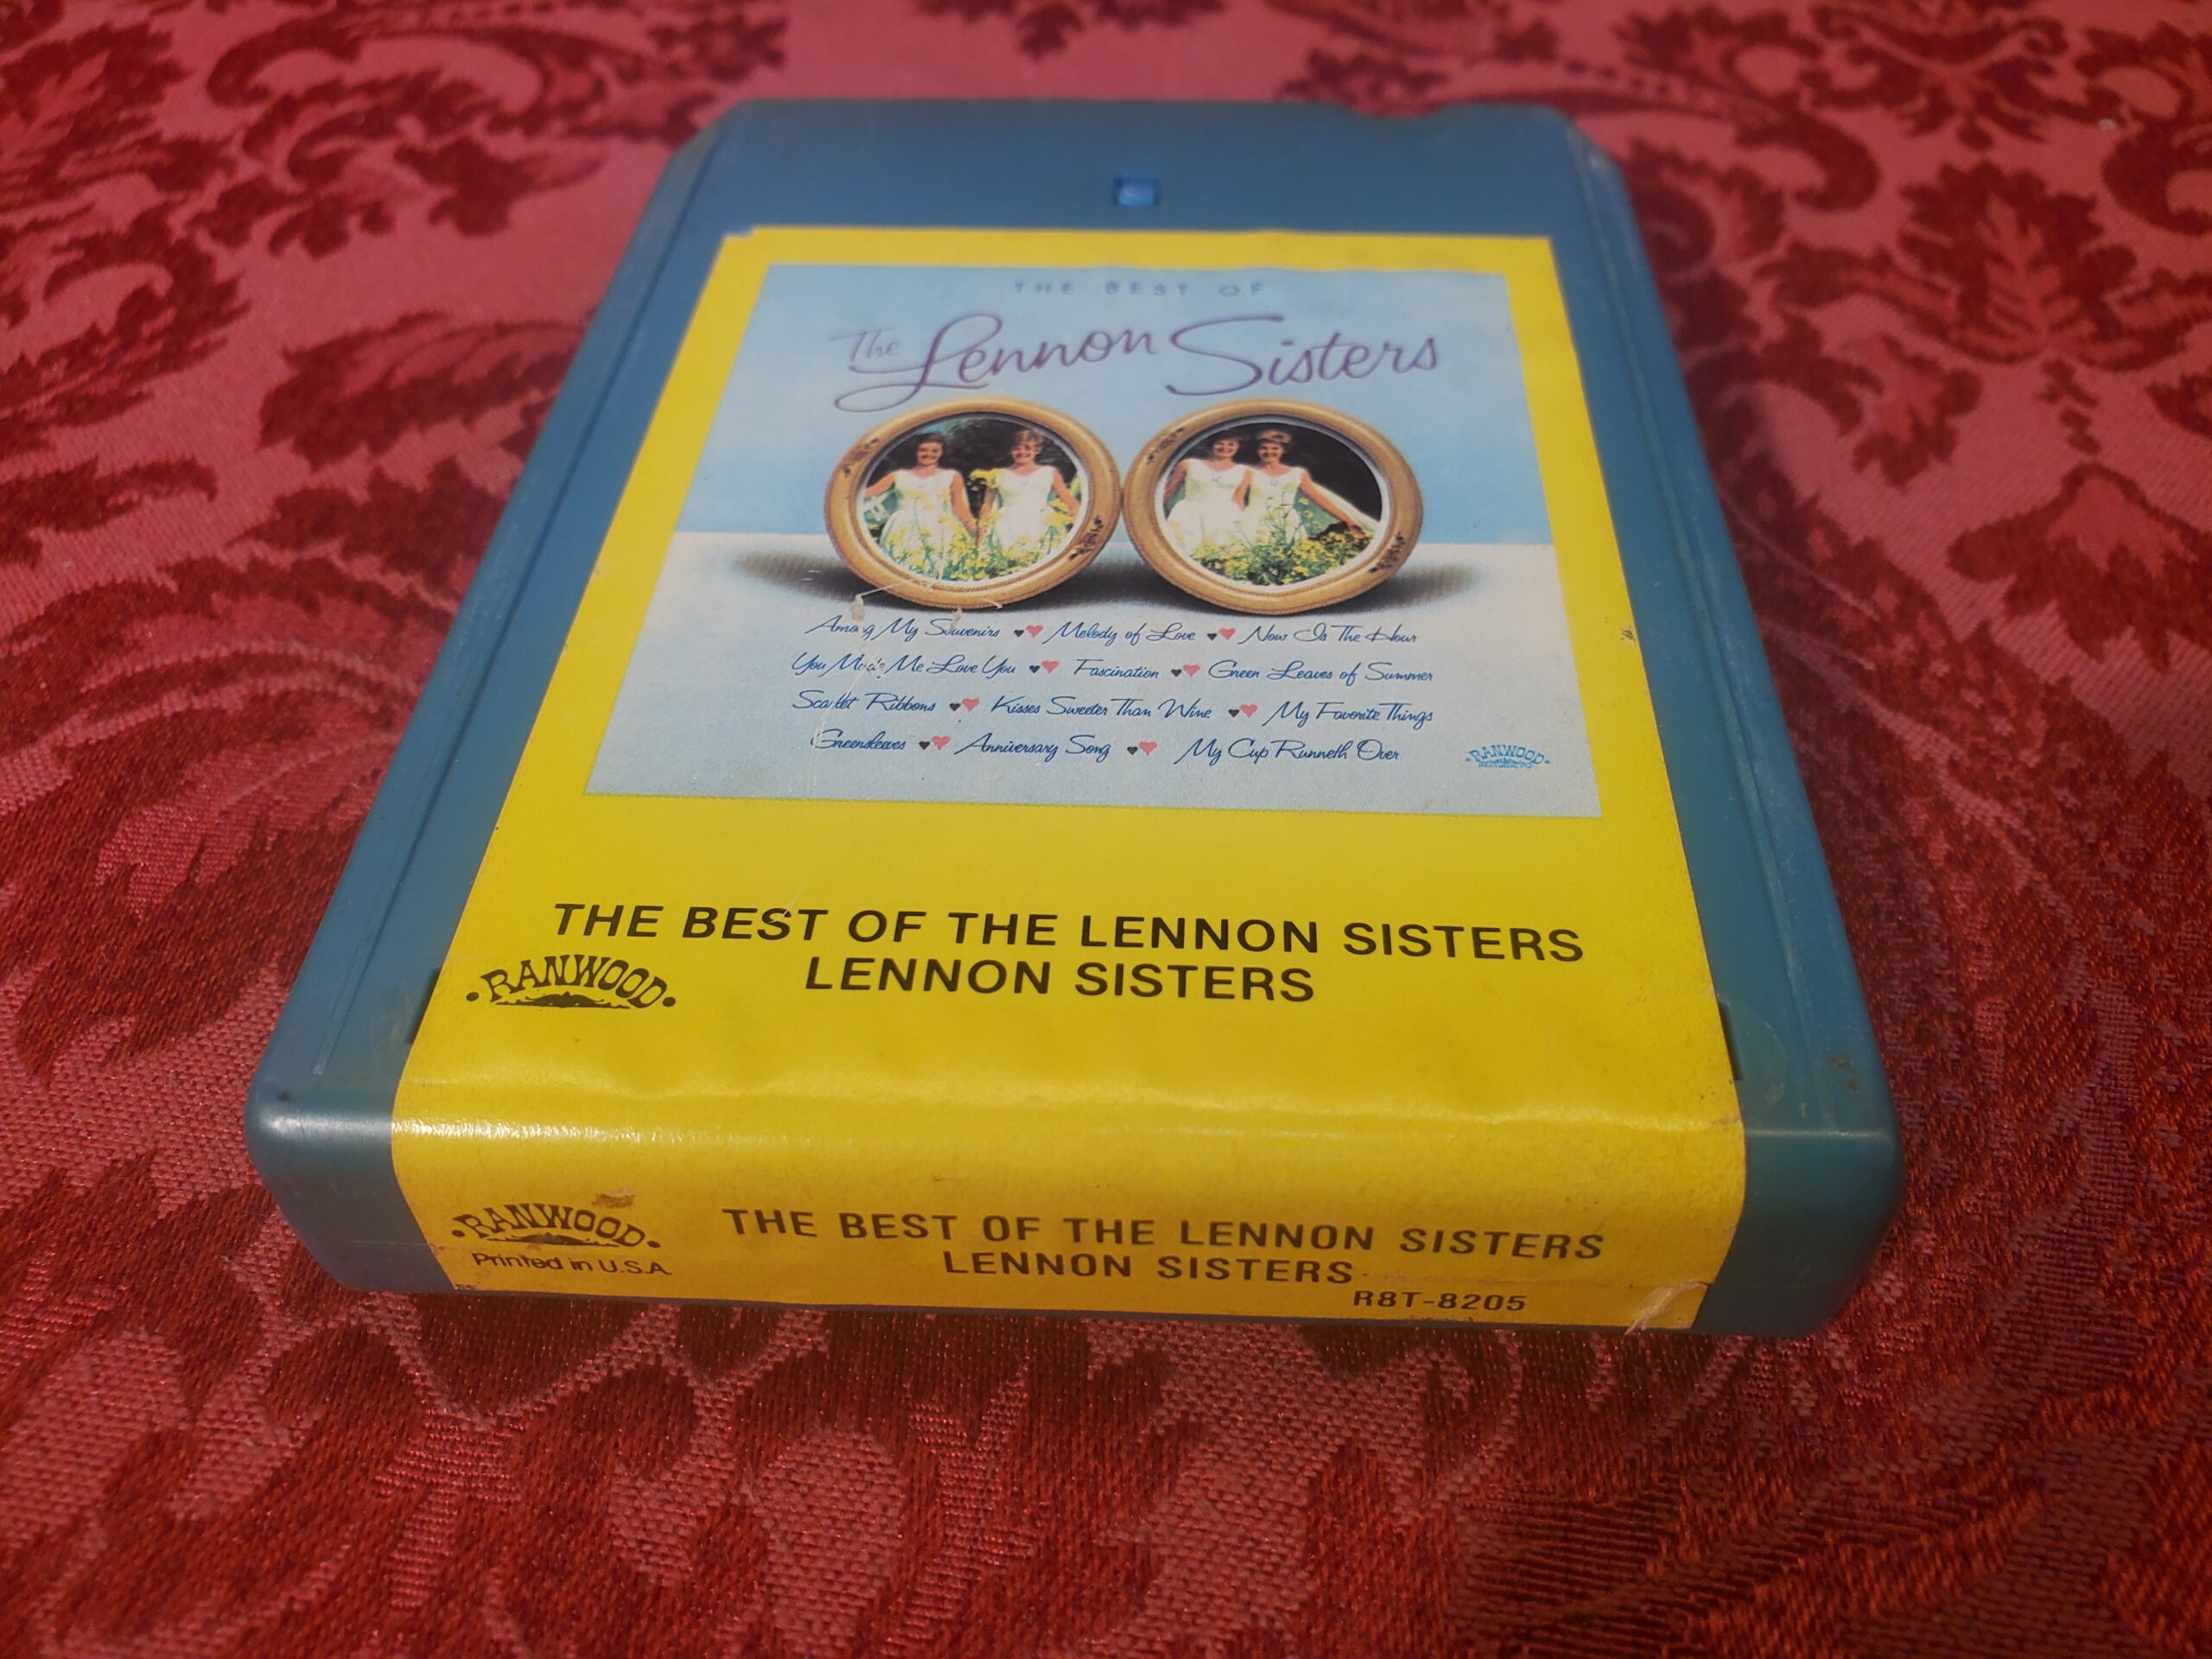 THE BEST OF
The Lennon Sisters
Among My Souvenirs Melody of Love Now Is The Hour
You Made Me Love You Fascination Green Leaves of Summer
Scarlet Ribbons Kisses Sweeter Than Wine My Favorite Things
Greensleeves Anniversary Song My Cup Runneth Over
RANWOOD
THE BEST OF THE LENNON SISTERS
LENNON SISTERS
RANWOOD
RANWOOD
Printed in U.S.A.
THE BEST OF THE LENNON SISTERS
LENNON SISTERS
R8T-8205